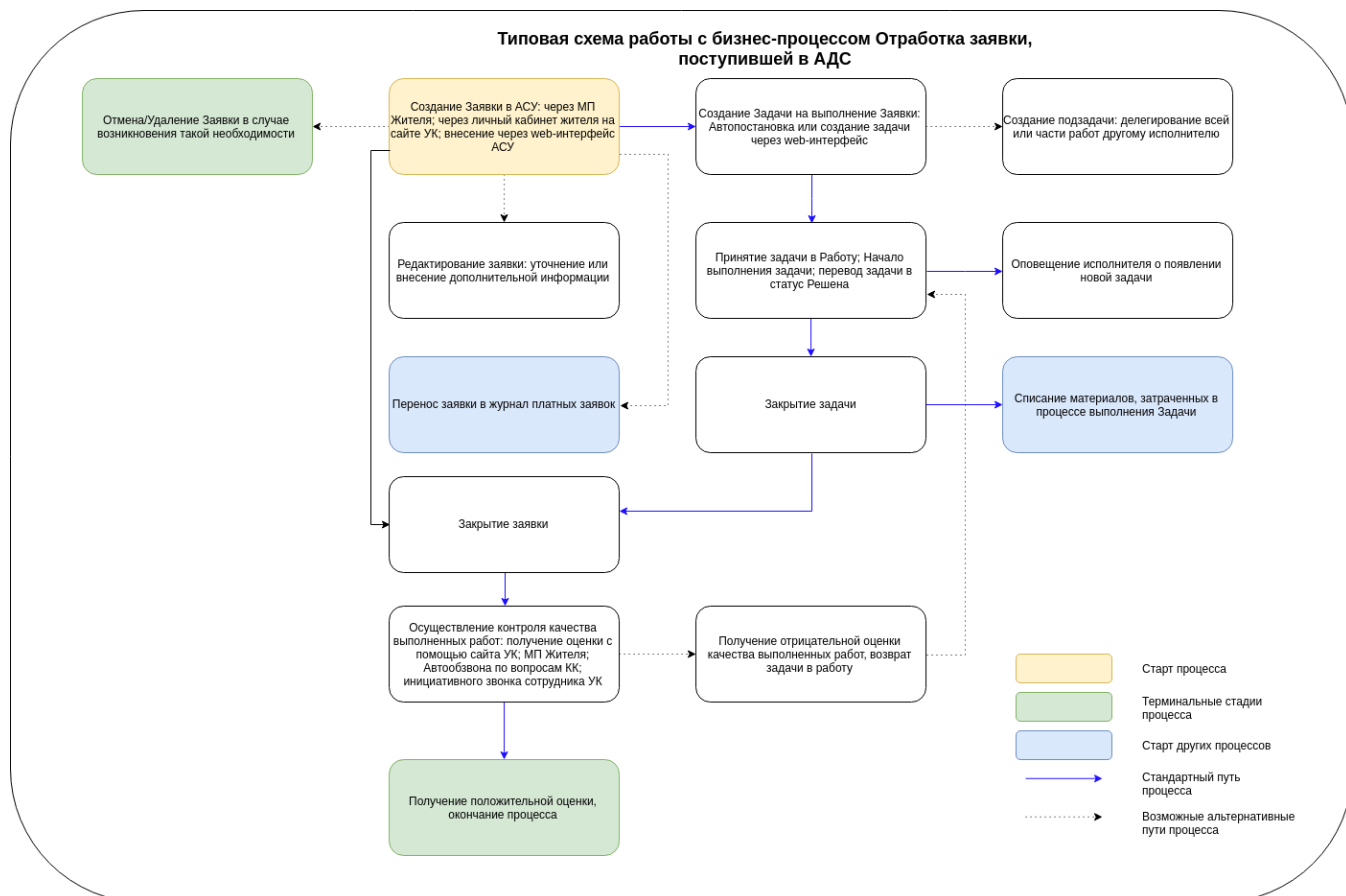 Типовая схема работы с бизнес-процессом Отработка заявки,
поступившей в АДС
Отмена/Удаление Заявки в случае
возникновения такой необходимости
Создание Заявки в АСУ: через МП
Жителя; через личный кабинет жителя на
сайте УК; внесение через web-интерфейс
АСУ
Создание Задачи на выполнение Заявки:
Автопостановка или создание задачи
через web-интерфейс
Создание подзадачи: делегирование всей
или части работ другому исполнителю
Редактирование заявки: уточнение или
внесение дополнительной информации
Принятие задачи в Работу; Начало
выполнения задачи; перевод задачи в
статус Решена
Оповещение исполнителя о появлении
новой задачи
Перенос заявки в журнал платных заявок
Закрытие задачи
Списание материалов, затраченных в
процессе выполнения Задачи
Закрытие заявки
Осуществление контроля качества
выполненных работ: получение оценки с
помощью сайта УК; МП Жителя;
Автообзвона по вопросам КК;
инициативного звонка сотрудника УК
Получение отрицательной оценки
качества выполненных работ, возврат
задачи в работу
Получение положительной оценки,
окончание процесса
Старт процесса
Терминальные стадии
процесса
Старт других процессов
Стандартный путь
процесса
Возможные альтернативные
пути процесса